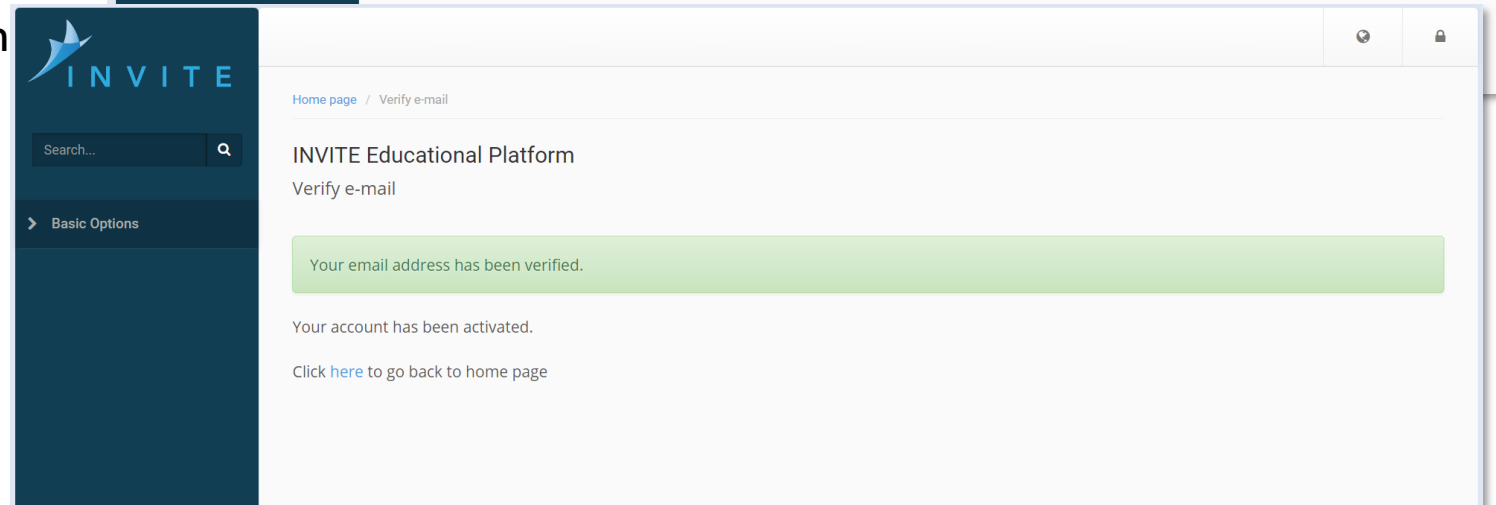 INVITE
Home page / Verify e-mail
Search...
INVITE Educational Platform
Verify e-mail
Basic Options
Your email address has been verified.
Your account has been activated.
Click here to go back to home page